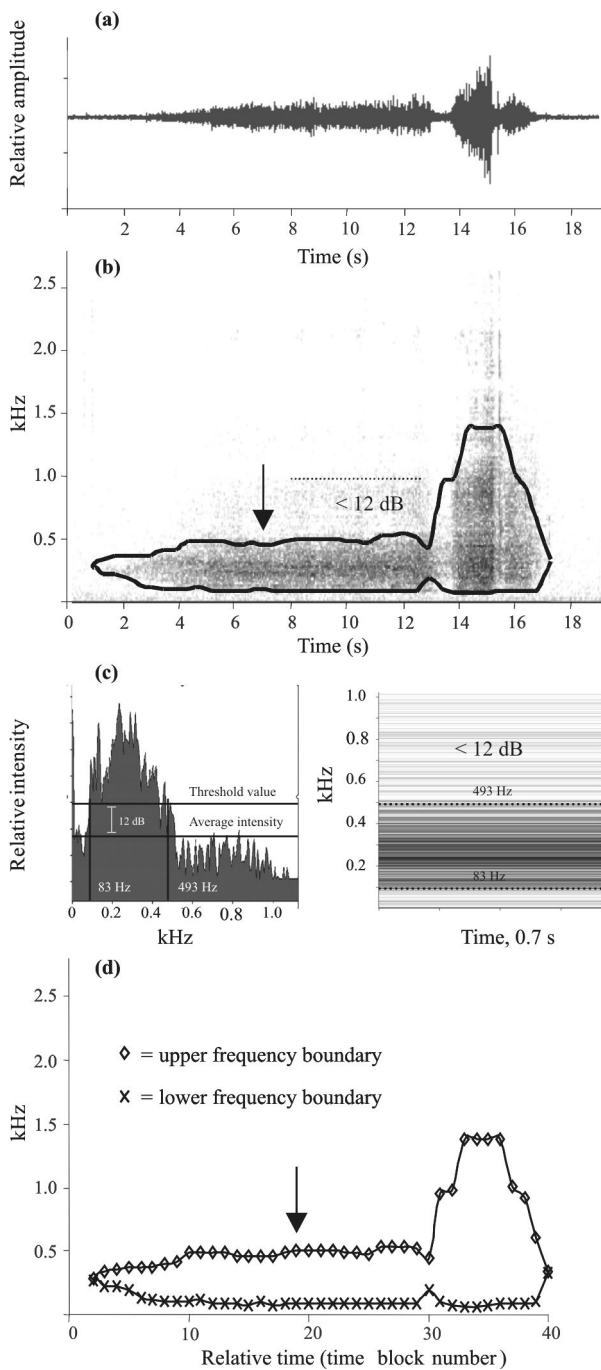 (a)
Relative amplitude
2 4 6 8 10 12 14 16 18
Time (s)
(b)
kHz
2.5
2.0
1.5
1.0
< 12 dB
0.5
0
0 2 4 6 8 10 12 14 16 18
Time (s)
(c)
Relative intensity
Threshold value
12 dB
Average intensity
83 Hz
493 Hz
0 0.2 0.4 0.6 0.8 1.0
kHz
kHz
1.0
< 12 dB
0.8
493 Hz
0.6
0.4
83 Hz
0.2
Time, 0.7 s
(d)
kHz
2.5
2.0
= upper frequency boundary
1.5
= lower frequency boundary
1.0
0.5
0
0 10 20 30 40
Relative time (time block number)